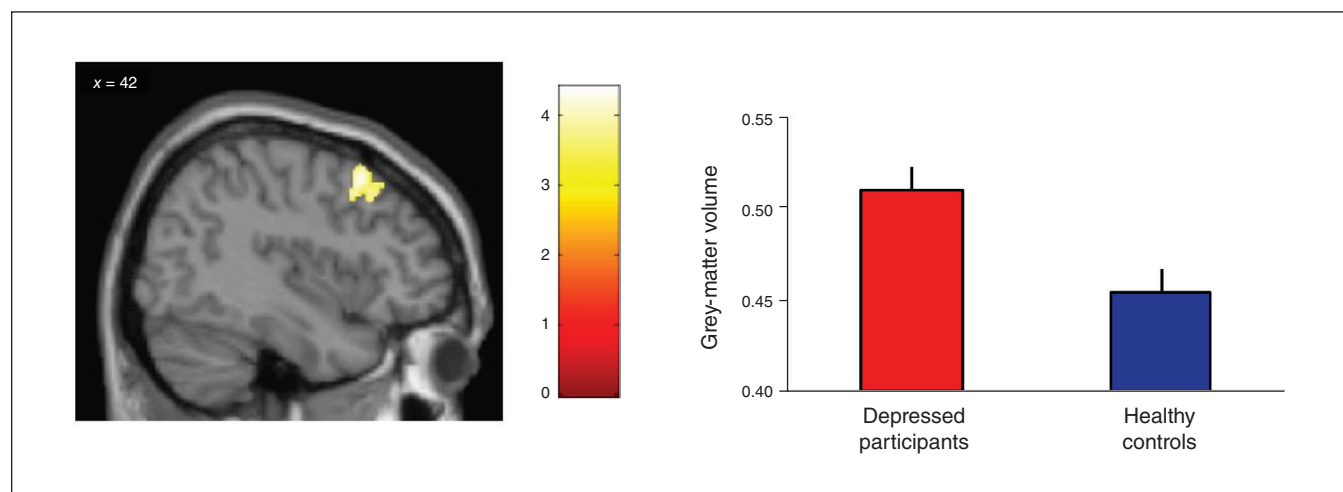 x = 42
4
3
2
1
0
Grey-matter volume
0.55
0.50
0.45
0.40
Depressed
participants
Healthy
controls